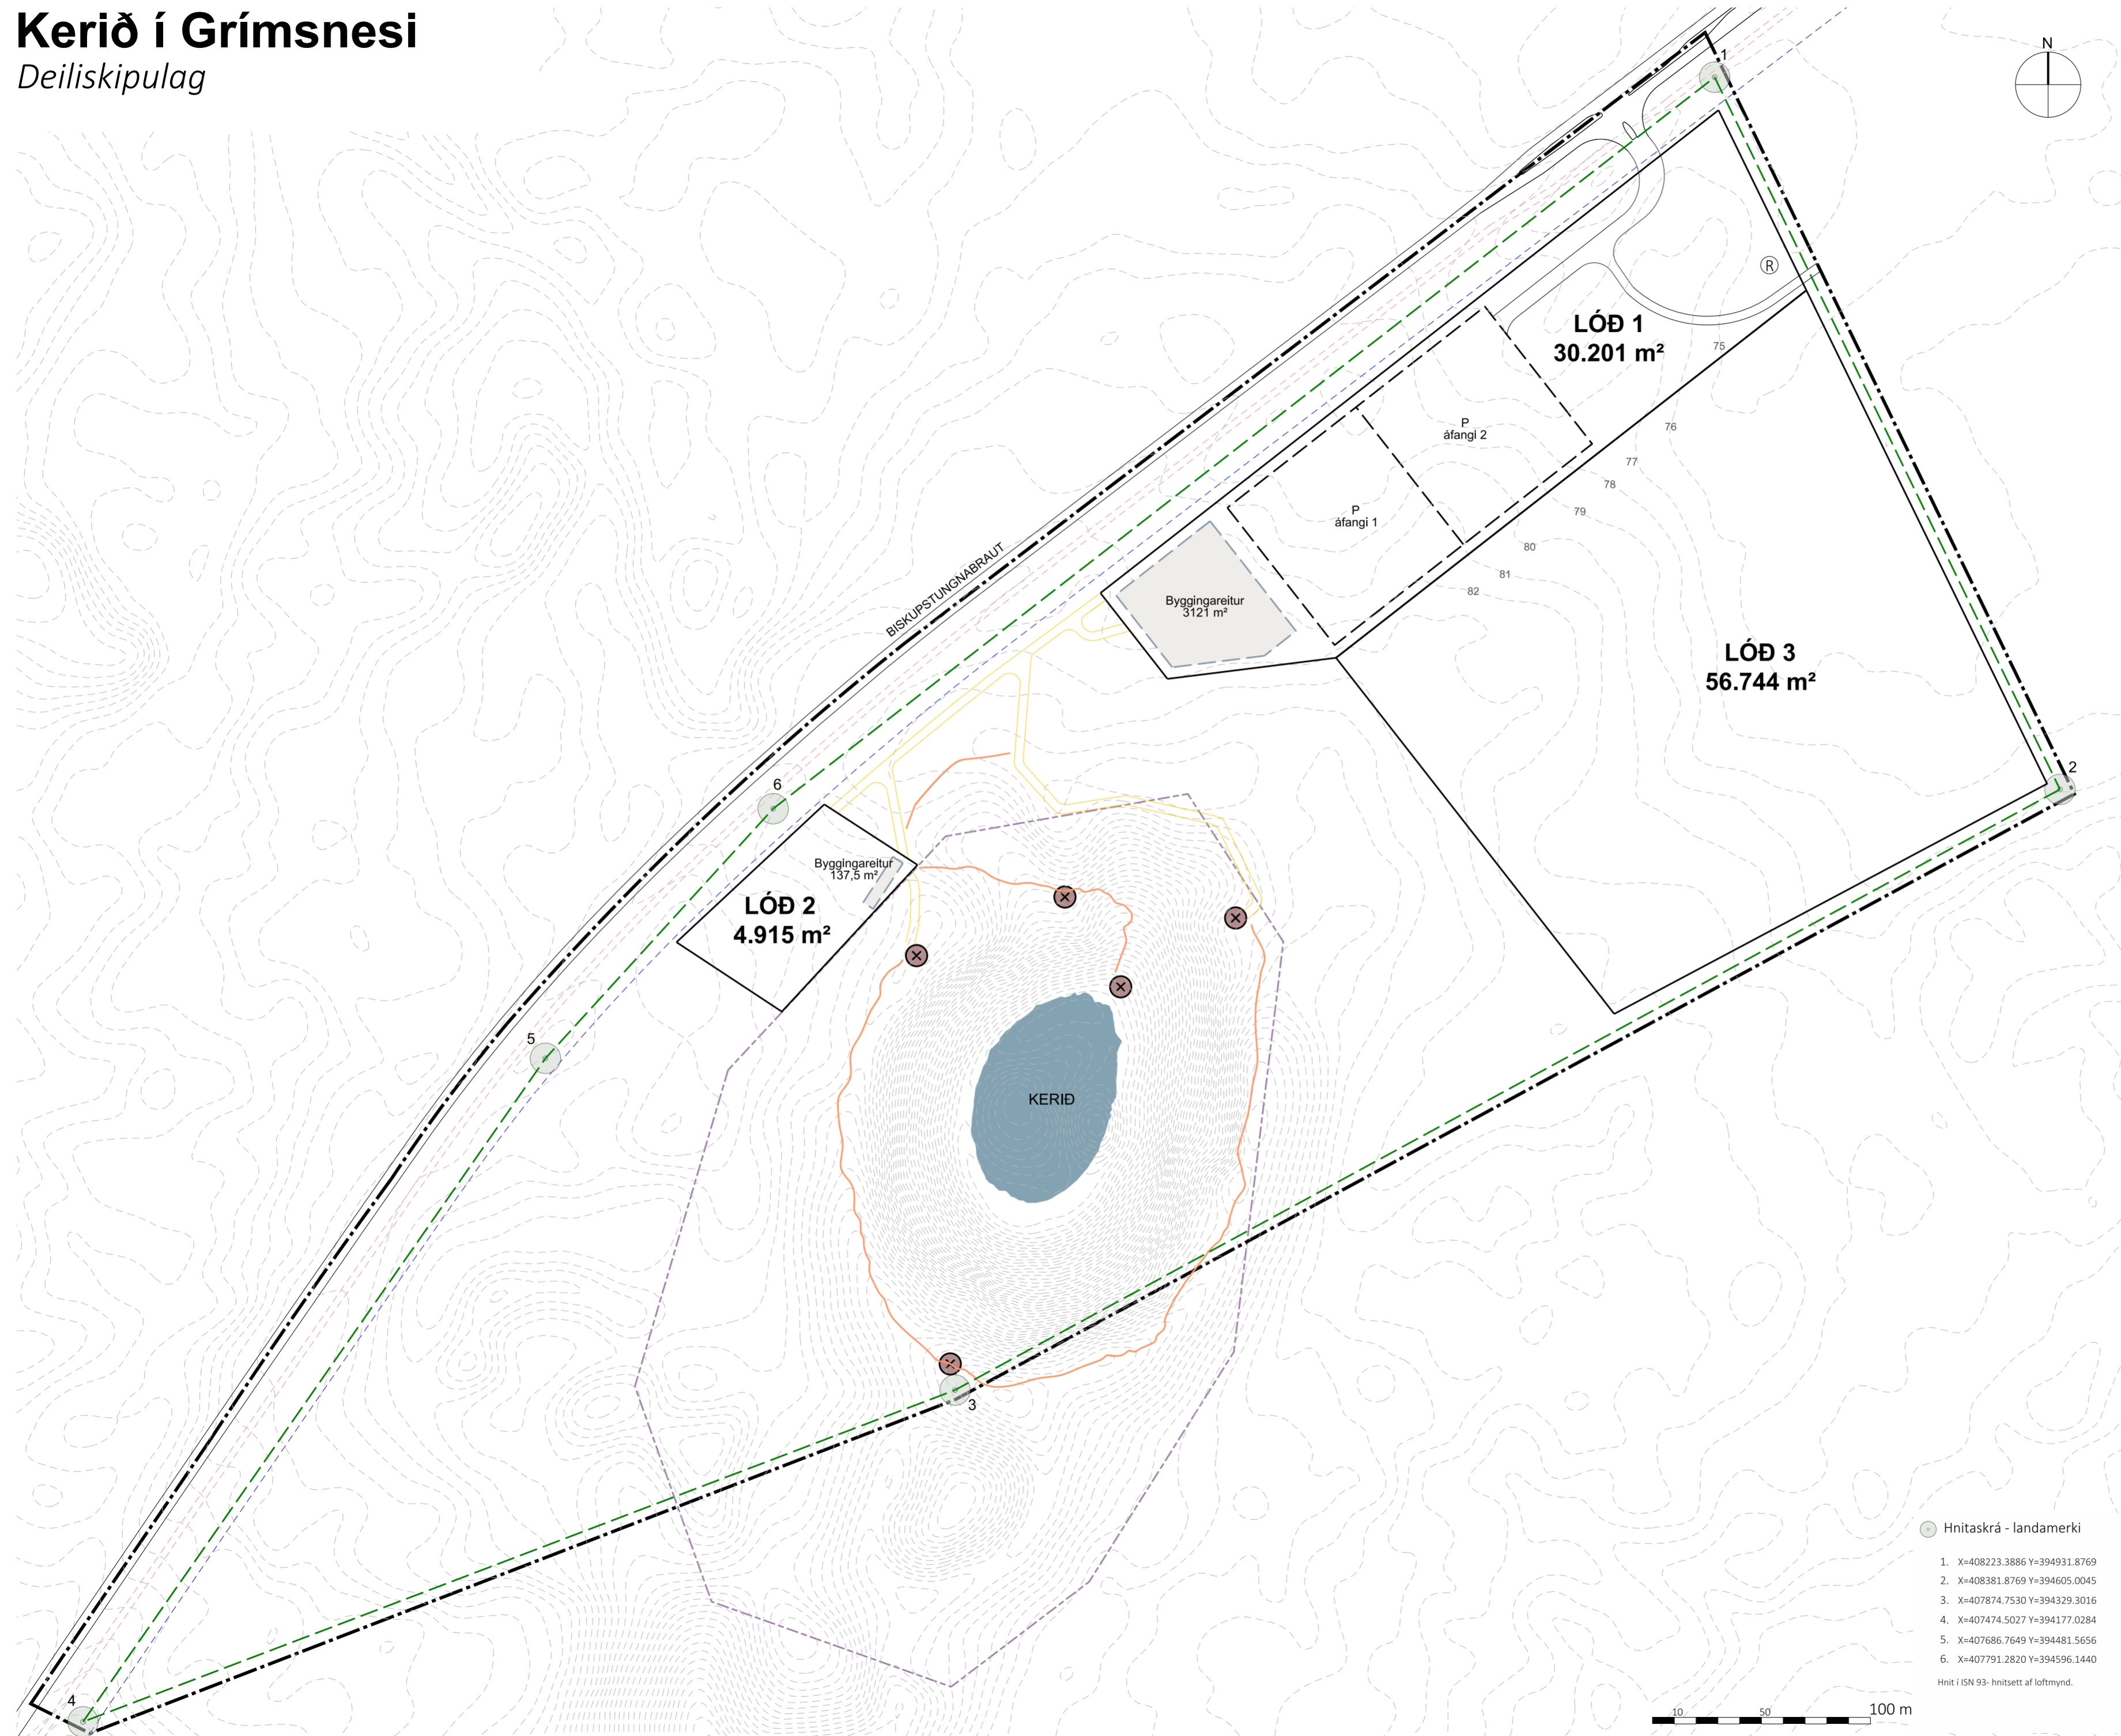 Kerið í Grímsnesi
Deiliskipulag
N
1
R
LÓÐ 1
30.201 m²
75
76
P
áfangi 2
77
78
79
P
áfangi 1
80
81
82
BISKUPSTUNGNABRAUT
Byggingareitur
3121 m²
LÓÐ 3
56.744 m²
2
6
Byggingareitur
137,5 m²
LÓÐ 2
4.915 m²
5
KERIÐ
3
4
Hnitaskrá - landamerki
1. X=408223.3886 Y=394931.8769
2. X=408381.8769 Y=394605.0045
3. X=407874.7530 Y=394329.3016
4. X=407474.5027 Y=394177.0284
5. X=407686.7649 Y=394481.5656
6. X=407791.2820 Y=394596.1440
Hnit í ISN 93- hnitsett af loftmynd.
10 50 100 m